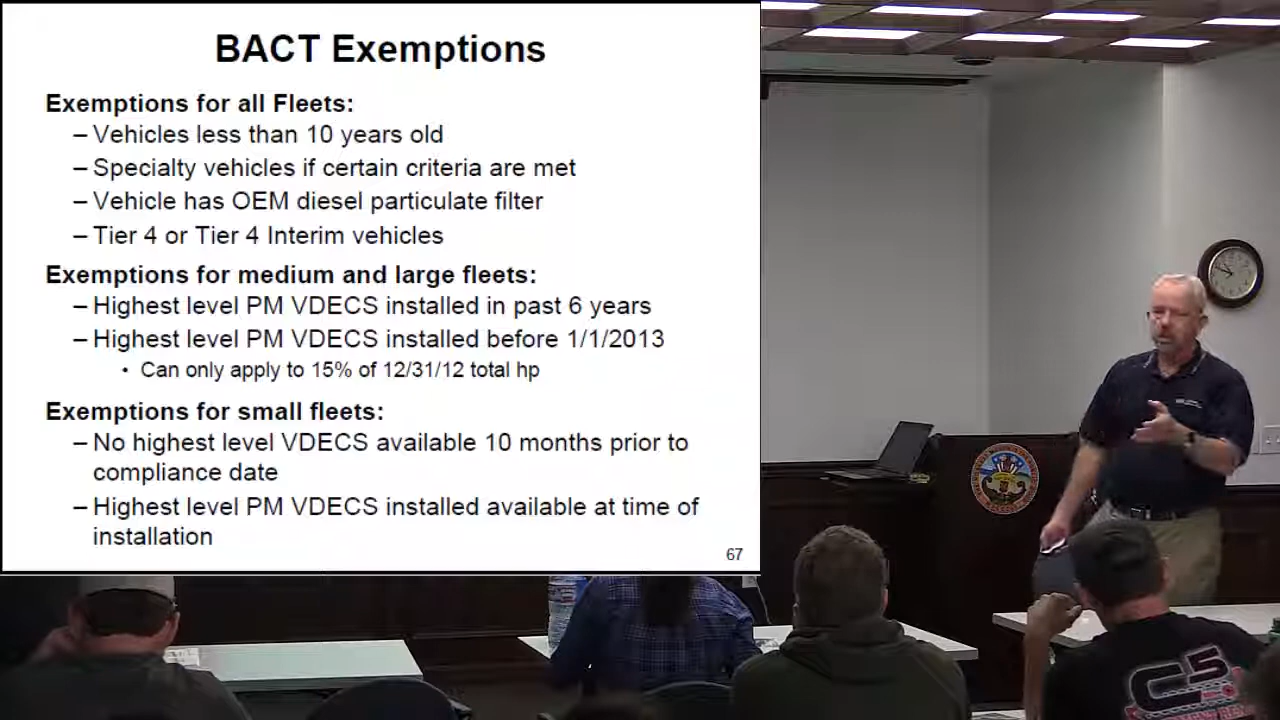 BACT Exemptions
Exemptions for all Fleets:
– Vehicles less than 10 years old
– Specialty vehicles if certain criteria are met
– Vehicle has OEM diesel particulate filter
– Tier 4 or Tier 4 Interim vehicles
Exemptions for medium and large fleets:
– Highest level PM VDECS installed in past 6 years
– Highest level PM VDECS installed before 1/1/2013
• Can only apply to 15% of 12/31/12 total hp
Exemptions for small fleets:
– No highest level VDECS available 10 months prior to
compliance date
– Highest level PM VDECS installed available at time of
installation
67
C5